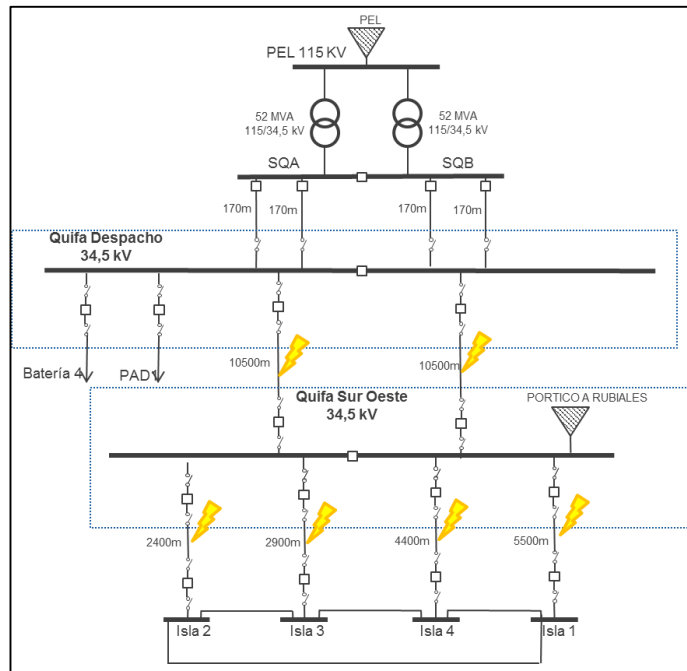 PEL
PEL 115 KV
52 MVA
115/34,5 kV
52 MVA
115/34,5 kV
SQA
SQB
170m
170m
170m
170m
Quifa Despacho
34,5 kV
10500m
10500m
Batería 4
PAD1
Quifa Sur Oeste
34,5 kV
PORTICO A RUBIALES
2400m
2900m
4400m
5500m
Isla 2
Isla 3
Isla 4
Isla 1